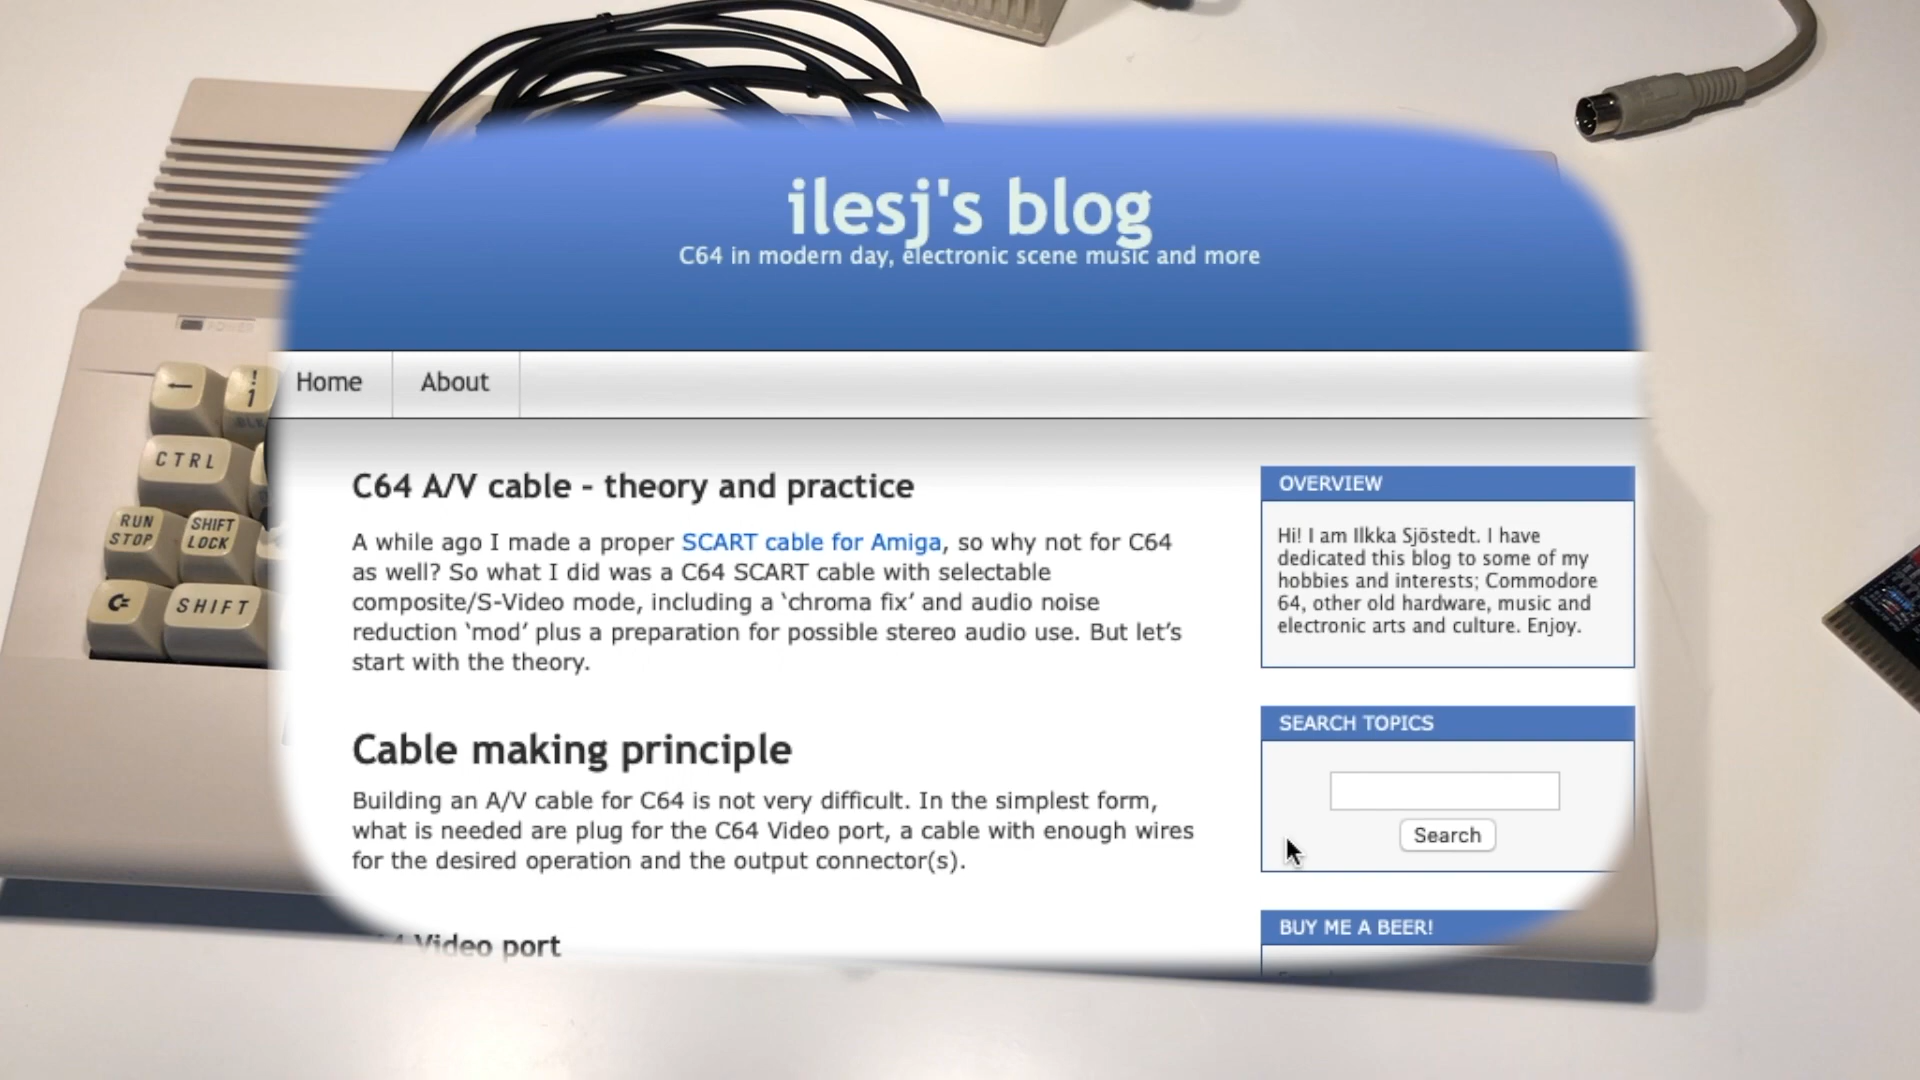 ilesj's blog
C64 in modern day, electronic scene music and more
POWER
Home
About
←
!
1
CTRL
RUN
STOP
SHIFT
LOCK
SHIFT
C64 A/V cable – theory and practice
A while ago I made a proper SCART cable for Amiga, so why not for C64
as well? So what I did was a C64 SCART cable with selectable
composite/S-Video mode, including a ‘chroma fix’ and audio noise
reduction ‘mod’ plus a preparation for possible stereo audio use. But let’s
start with the theory.
Cable making principle
Building an A/V cable for C64 is not very difficult. In the simplest form,
what is needed are plug for the C64 Video port, a cable with enough wires
for the desired operation and the output connector(s).
Video port
OVERVIEW
Hi! I am Ilkka Sjöstedt. I have
dedicated this blog to some of my
hobbies and interests; Commodore
64, other old hardware, music and
electronic arts and culture. Enjoy.
SEARCH TOPICS
Search
BUY ME A BEER!